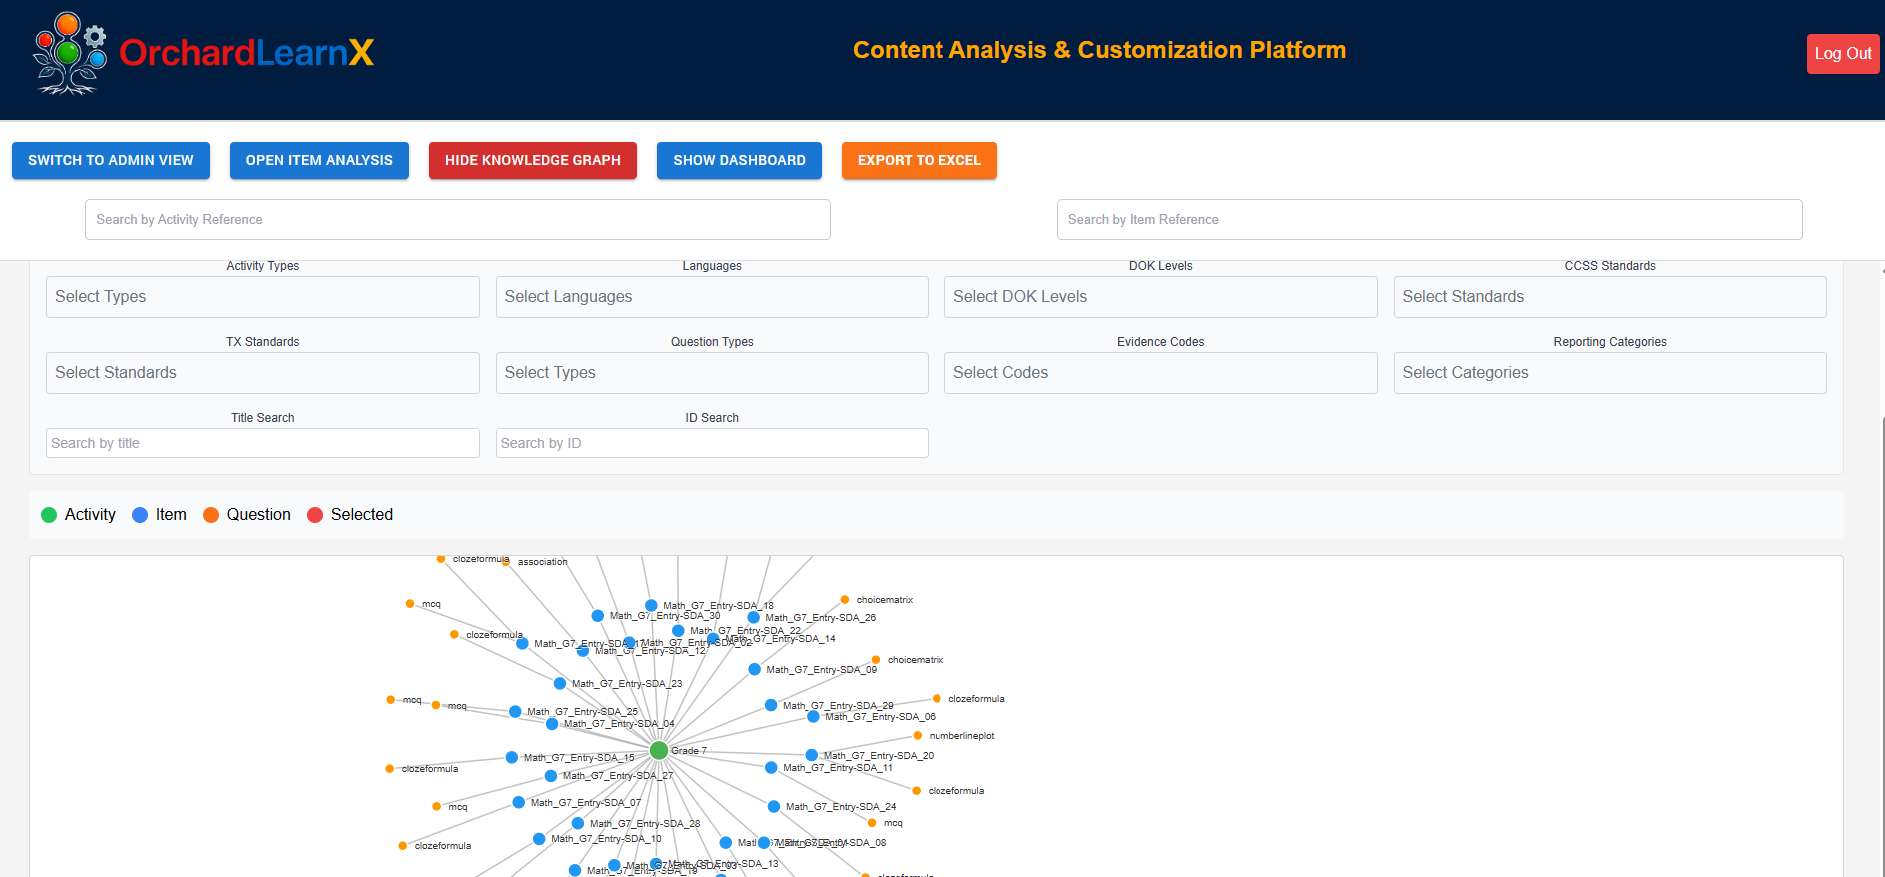 OrchardLearnX
Content Analysis & Customization Platform
Log Out
SWITCH TO ADMIN VIEW
OPEN ITEM ANALYSIS
HIDE KNOWLEDGE GRAPH
SHOW DASHBOARD
EXPORT TO EXCEL
Search by Activity Reference
Search by Item Reference
Activity Types
Languages
DOK Levels
CCSS Standards
Select Types
Select Languages
Select DOK Levels
Select Standards
TX Standards
Question Types
Evidence Codes
Reporting Categories
Select Standards
Select Types
Select Codes
Select Categories
Title Search
ID Search
Search by title
Search by ID
Activity
Item
Question
Selected
clozeformula
association
mcq
choicematrix
Math_G7_Entry-SDA_18
Math_G7_Entry-SDA_30
Math_G7_Entry-SDA_26
clozeformula
Math_G7_Entry-SDA_22
Math_G7_Entry-SDA_14
Math_G7_Entry-SDA_17
Math_G7_Entry-SDA_02
Math_G7_Entry-SDA_12
choicematrix
Math_G7_Entry-SDA_09
Math_G7_Entry-SDA_23
mcq
mcq
clozeformula
Math_G7_Entry-SDA_29
Math_G7_Entry-SDA_25
Math_G7_Entry-SDA_06
Math_G7_Entry-SDA_04
numberlineplot
Grade 7
Math_G7_Entry-SDA_15
Math_G7_Entry-SDA_20
clozeformula
Math_G7_Entry-SDA_11
Math_G7_Entry-SDA_27
clozeformula
Math_G7_Entry-SDA_07
mcq
Math_G7_Entry-SDA_24
Math_G7_Entry-SDA_28
mcq
Math_G7_Entry-SDA_10
clozeformula
Math_G7_Entry-SDA_08
Math_G7_Entry-SDA_13
Math_G7_Entry-SDA_03
Math_G7_Entry-SDA_19
clozeformula